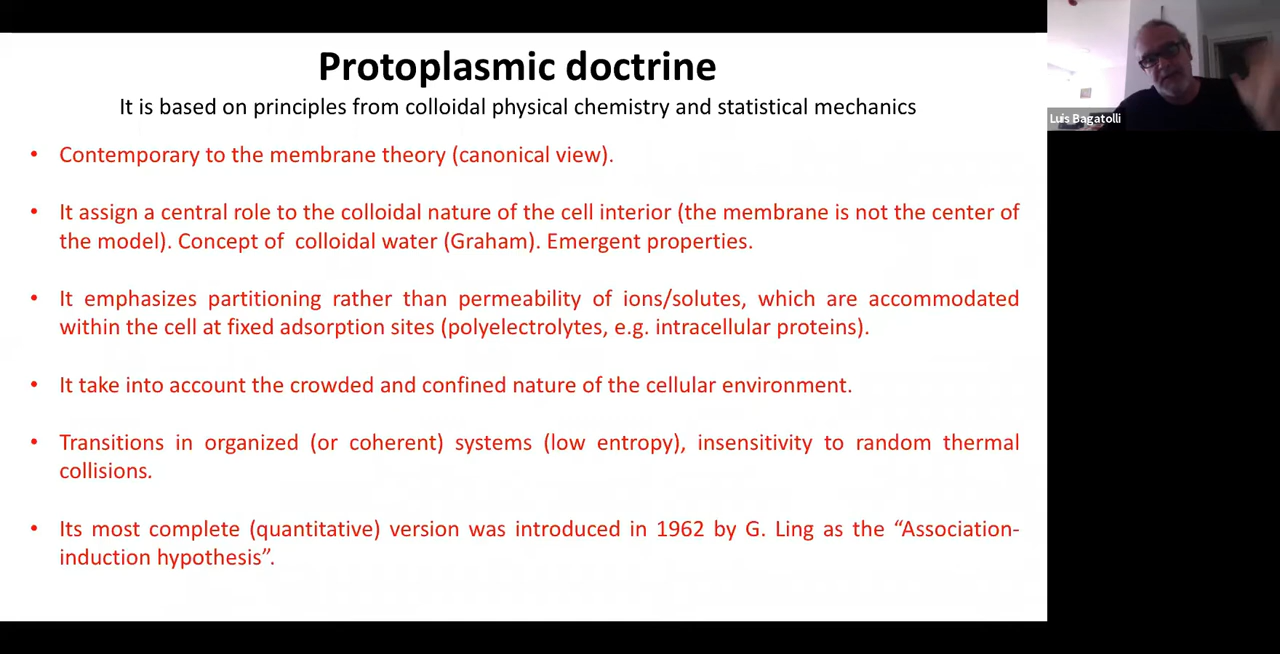 Protoplasmic doctrine
It is based on principles from colloidal physical chemistry and statistical mechanics
• Contemporary to the membrane theory (canonical view).
• It assign a central role to the colloidal nature of the cell interior (the membrane is not the center of
the model). Concept of colloidal water (Graham). Emergent properties.
• It emphasizes partitioning rather than permeability of ions/solutes, which are accommodated
within the cell at fixed adsorption sites (polyelectrolytes, e.g. intracellular proteins).
• It take into account the crowded and confined nature of the cellular environment.
• Transitions in organized (or coherent) systems (low entropy), insensitivity to random thermal
collisions.
• Its most complete (quantitative) version was introduced in 1962 by G. Ling as the “Association-
induction hypothesis”.
Luis Bagatolli